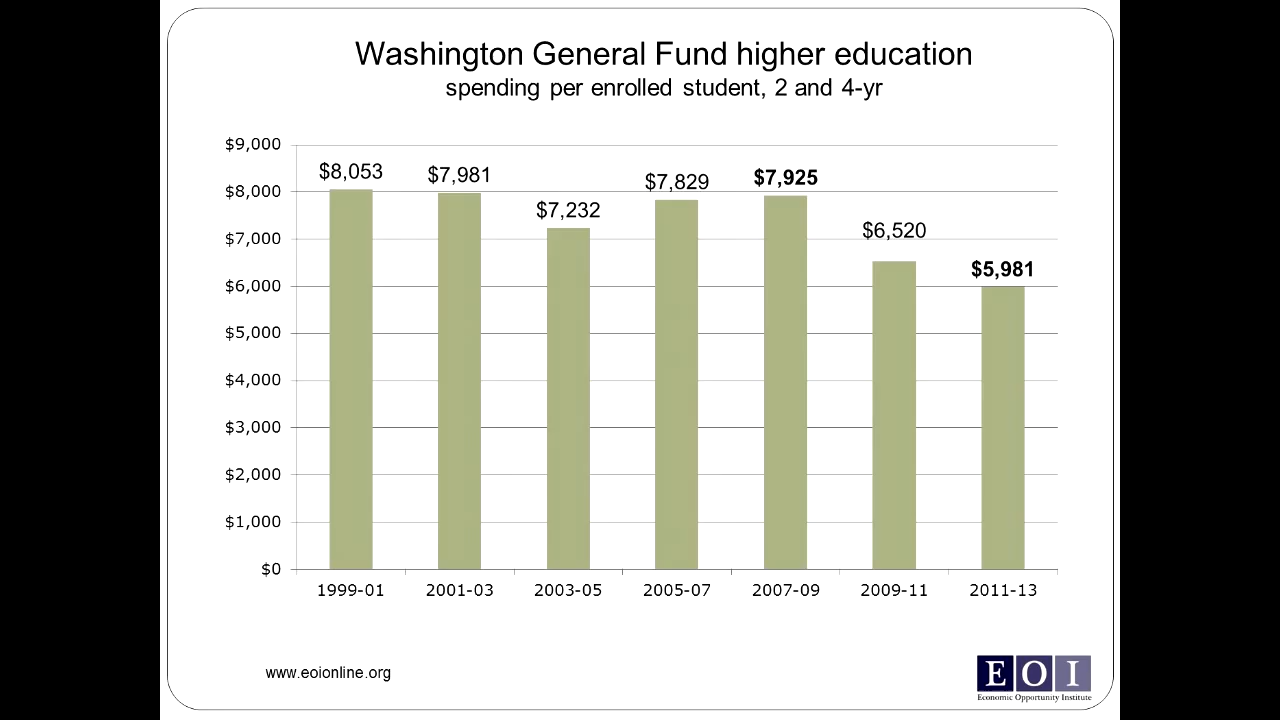 Washington General Fund higher education
spending per enrolled student, 2 and 4-yr
$9,000
$8,000
$7,000
$6,000
$5,000
$4,000
$3,000
$2,000
$1,000
$0
$8,053
$7,981
$7,232
$7,829
$7,925
$6,520
$5,981
1999-01 2001-03 2003-05 2005-07 2007-09 2009-11 2011-13
www.eoionline.org
EOI
Economic Opportunity Institute